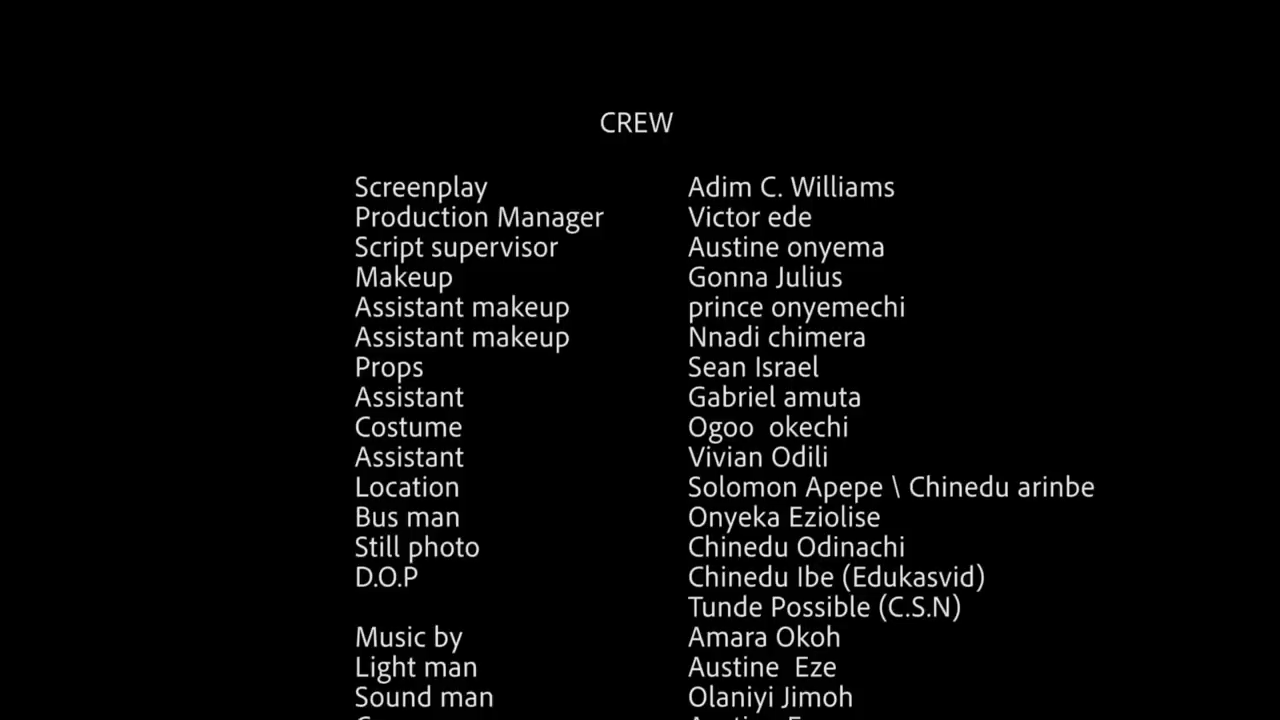 CREW
Screenplay Adim C. Williams
Production Manager Victor ede
Script supervisor Austine onyema
Makeup Gonna Julius
Assistant makeup prince onyemechi
Assistant makeup Nnadi chimera
Props Sean Israel
Assistant Gabriel amuta
Costume Ogoo okechi
Assistant Vivian Odili
Location Solomon Apepe \ Chinedu arinbe
Bus man Onyeka Eziolise
Still photo Chinedu Odinachi
D.O.P Chinedu Ibe (Edukasvid)
Tunde Possible (C.S.N)
Music by Amara Okoh
Light man Austine Eze
Sound man Olaniyi Jimoh